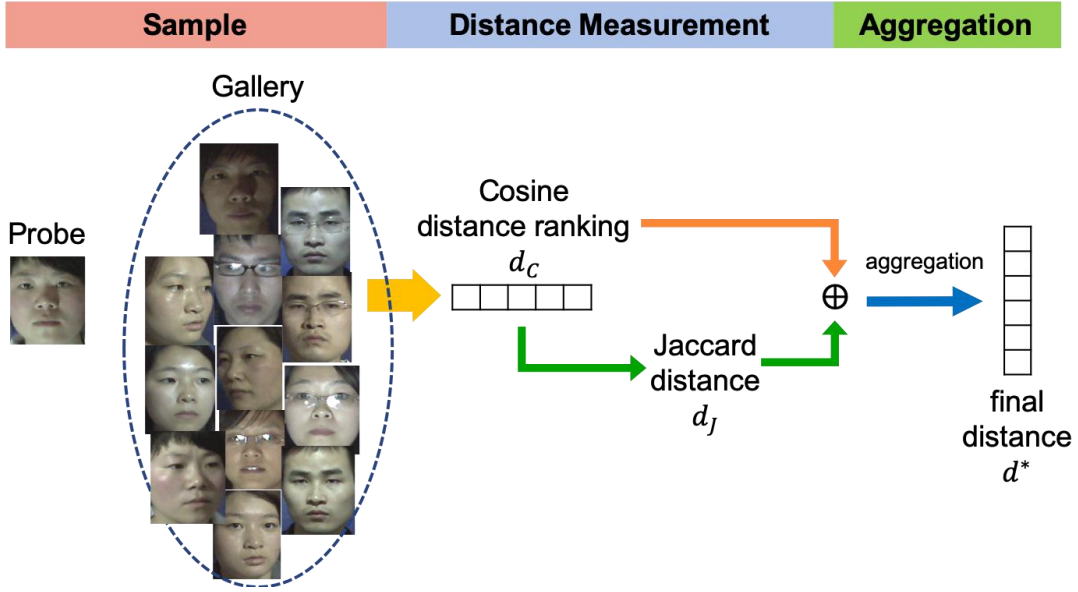 Sample
Distance Measurement
Aggregation
Gallery
Probe
Cosine
distance ranking
d_C
Jaccard
distance
d_J
⊕
aggregation
final
distance
d*